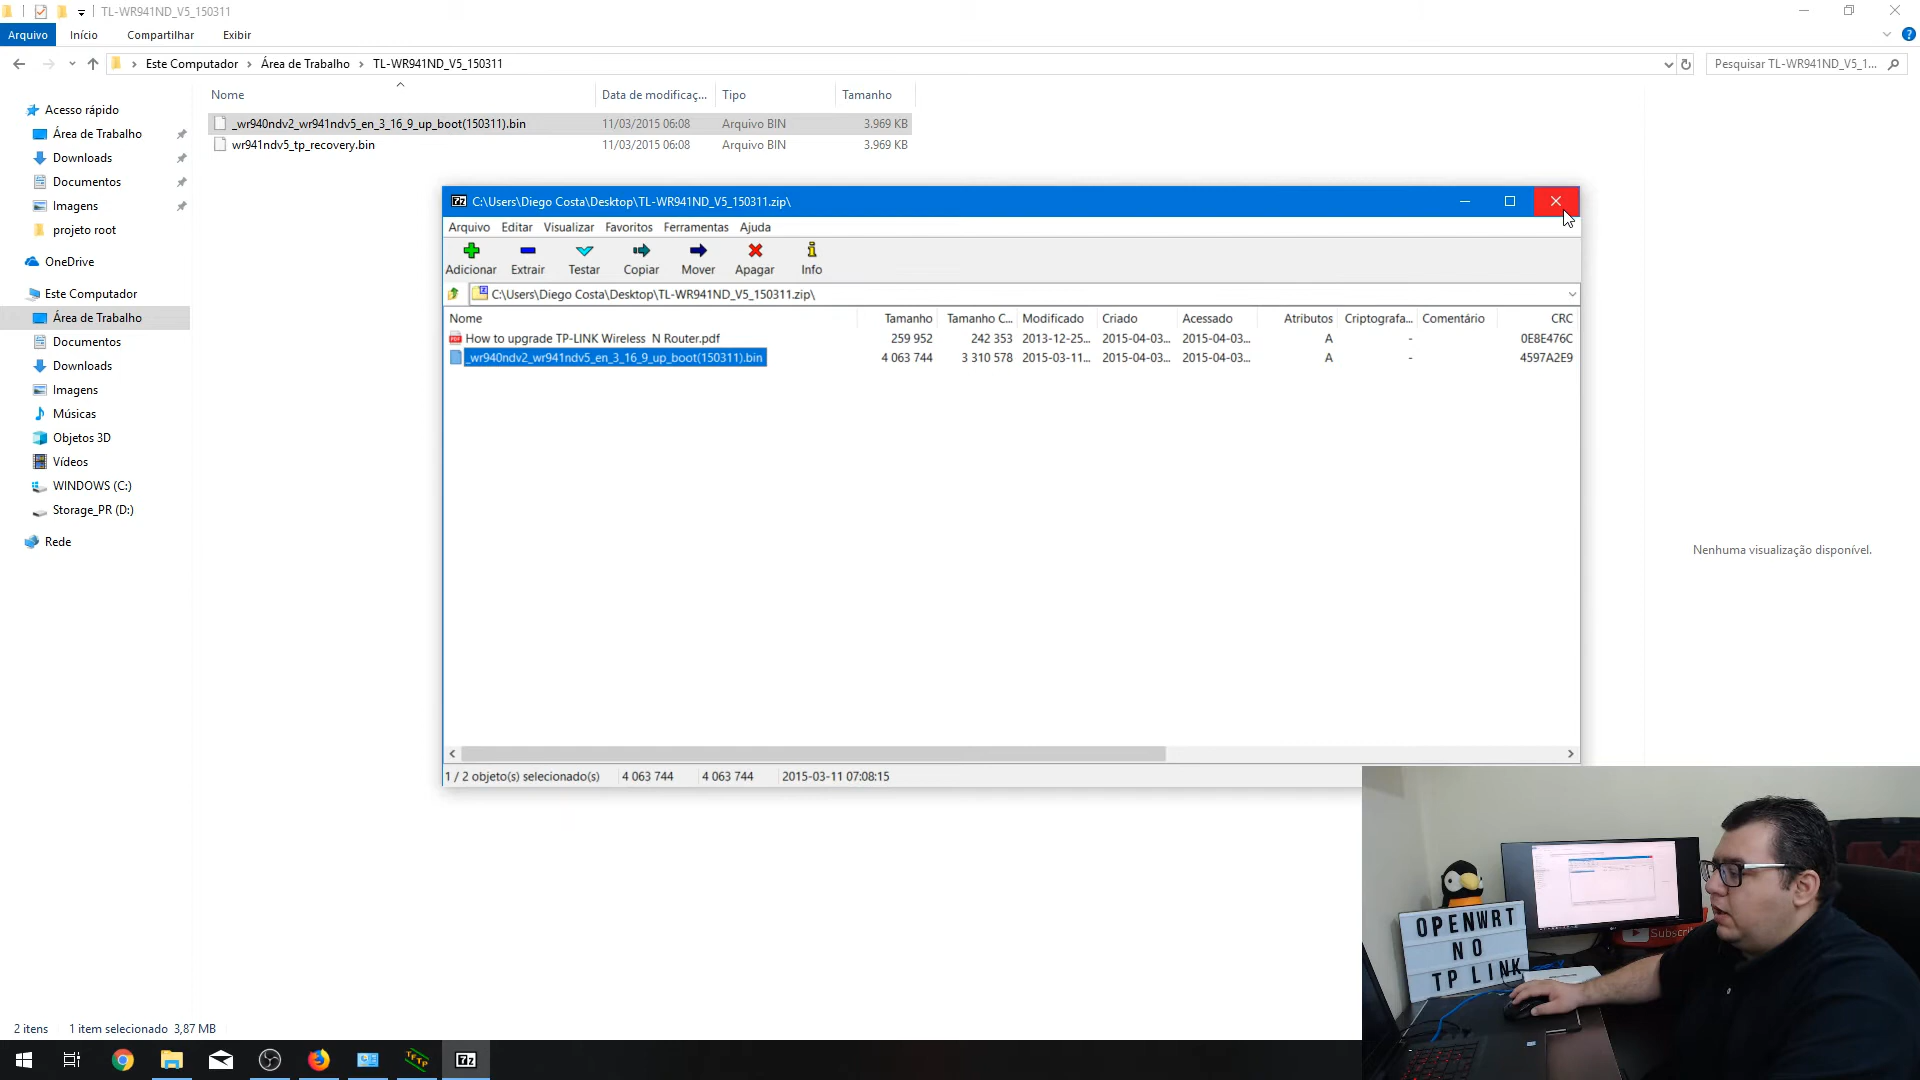 TL-WR941ND_V5_150311
Arquivo Início Compartilhar Exibir
Este Computador Área de Trabalho TL-WR941ND_V5_150311
Pesquisar TL-WR941ND_V5_1...
Nome Data de modificaç... Tipo Tamanho
_wr940ndv2_wr941ndv5_en_3_16_9_up_boot(150311).bin 11/03/2015 06:08 Arquivo BIN 3.969 KB
wr941ndv5_tp_recovery.bin 11/03/2015 06:08 Arquivo BIN 3.969 KB
Acesso rápido
Área de Trabalho
Downloads
Documentos
Imagens
projeto root
OneDrive
Este Computador
Área de Trabalho
Documentos
Downloads
Imagens
Músicas
Objetos 3D
Vídeos
WINDOWS (C:)
Storage_PR (D:)
Rede
7z C:\Users\Diego Costa\Desktop\TL-WR941ND_V5_150311.zip\
Arquivo Editar Visualizar Favoritos Ferramentas Ajuda
Adicionar Extrair Testar Copiar Mover Apagar Info
C:\Users\Diego Costa\Desktop\TL-WR941ND_V5_150311.zip\
Nome Tamanho Tamanho C... Modificado Criado Acessado Atributos Criptografa... Comentário CRC
How to upgrade TP-LINK Wireless N Router.pdf 259 952 242 353 2013-12-25... 2015-04-03... 2015-04-03... A - 0E8E476C
_wr940ndv2_wr941ndv5_en_3_16_9_up_boot(150311).bin 4 063 744 3 310 578 2015-03-11... 2015-04-03... 2015-04-03... A - 4597A2E9
1 / 2 objeto(s) selecionado(s) 4 063 744 4 063 744 2015-03-11 07:08:15
Nenhuma visualização disponível.
OPENWRT
NO
TP LINK
Subscri
2 itens 1 item selecionado 3,87 MB
TFTP
7z